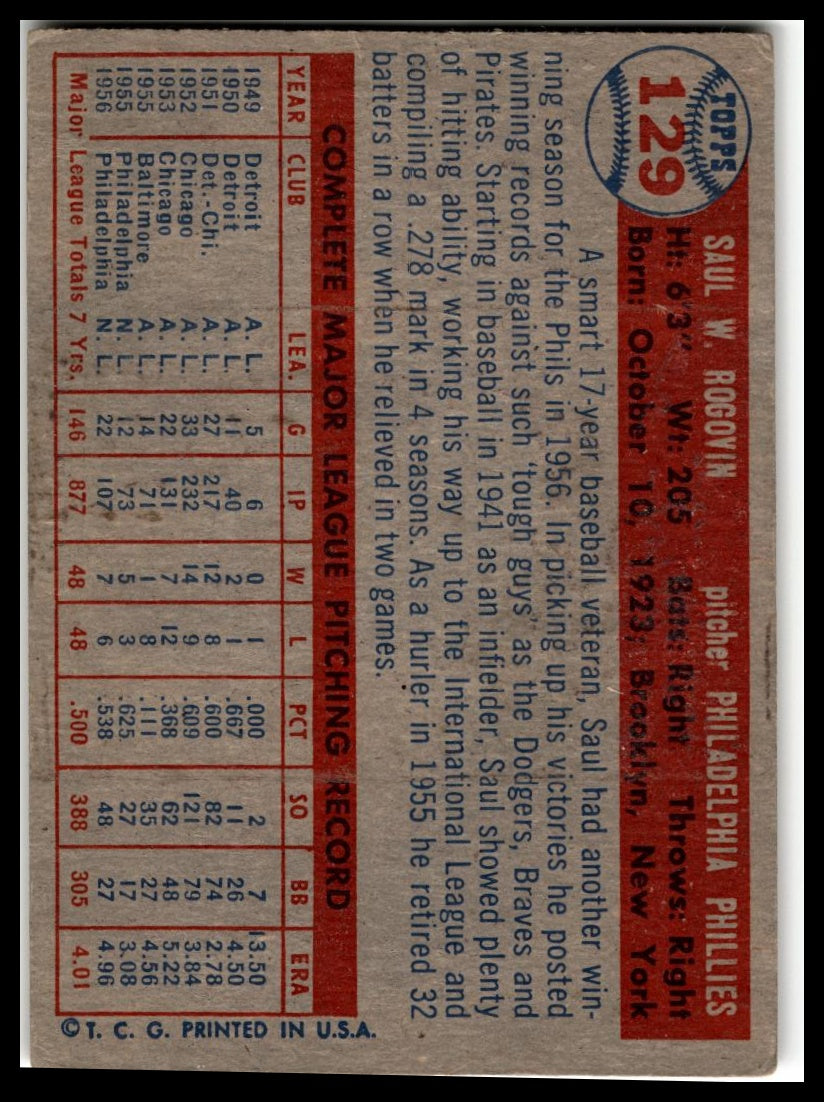 TOPPS
129
SAUL W. ROGOVIN pitcher PHILADELPHIA PHILLIES
Ht: 6'3" Wt: 205 Bats: Right Throws: Right
Born: October 10, 1923; Brooklyn, New York
A smart 17-year baseball veteran, Saul had another win-
ning season for the Phils in 1956. In picking up his victories he posted
winning records against such 'tough guys' as the Dodgers, Braves and
Pirates. Starting in baseball in 1941 as an infielder, Saul showed plenty
of hitting ability, working his way up to the International League and
compiling a .278 mark in 4 seasons. As a hurler in 1955 he retired 32
batters in a row when he relieved in two games.
COMPLETE MAJOR LEAGUE PITCHING RECORD
YEAR CLUB LEA. G IP W L PCT SO BB ERA
1949 Detroit A. L. 5 6 0 1 .000 2 7 13.50
1950 Detroit A. L. 11 40 2 1 .667 11 26 4.50
1951 Det.-Chi. A. L. 27 217 12 8 .600 82 74 2.78
1952 Chicago A. L. 33 232 14 9 .609 121 79 3.84
1953 Chicago A. L. 22 131 7 12 .368 62 48 5.22
1955 Baltimore A. L. 14 71 1 8 .111 35 27 4.56
1955 Philadelphia N. L. 12 73 5 3 .625 27 17 3.08
1956 Philadelphia N. L. 22 107 7 6 .538 48 27 4.96
Major League Totals 7 Yrs. 146 877 48 48 .500 388 305 4.01
© T. C. G. PRINTED IN U.S.A.